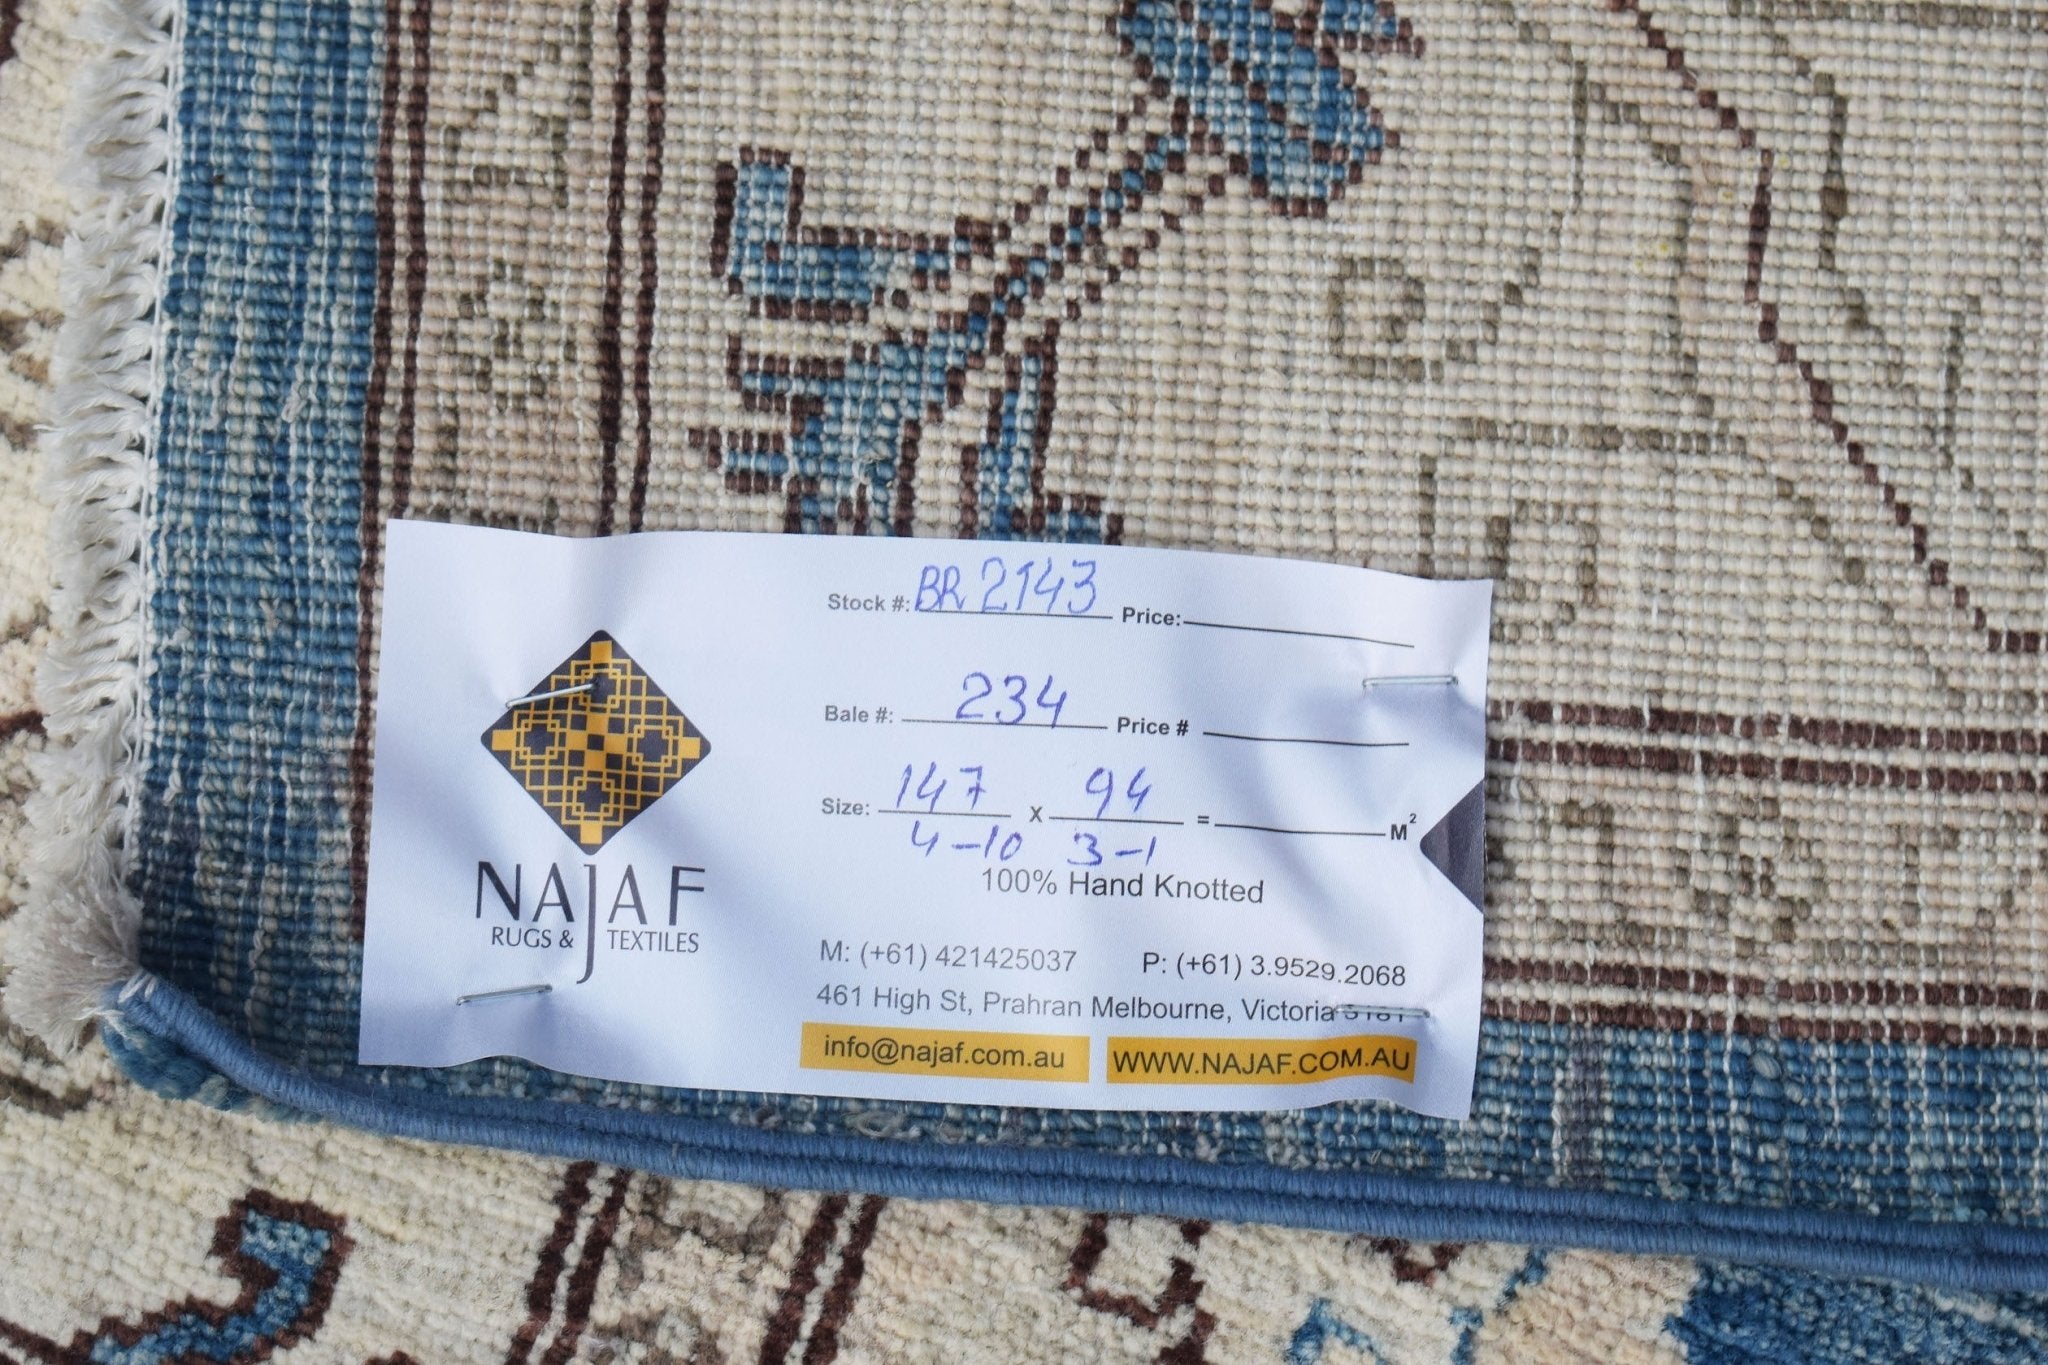 Stock #: BR 2143 Price:
Bale #: 234 Price #
Size: 147 x 94 = M²
4-10 3-1
100% Hand Knotted
NAJAF
RUGS & TEXTILES
M: (+61) 421425037 P: (+61) 3.9529.2068
461 High St, Prahran Melbourne, Victoria 3181
info@najaf.com.au WWW.NAJAF.COM.AU